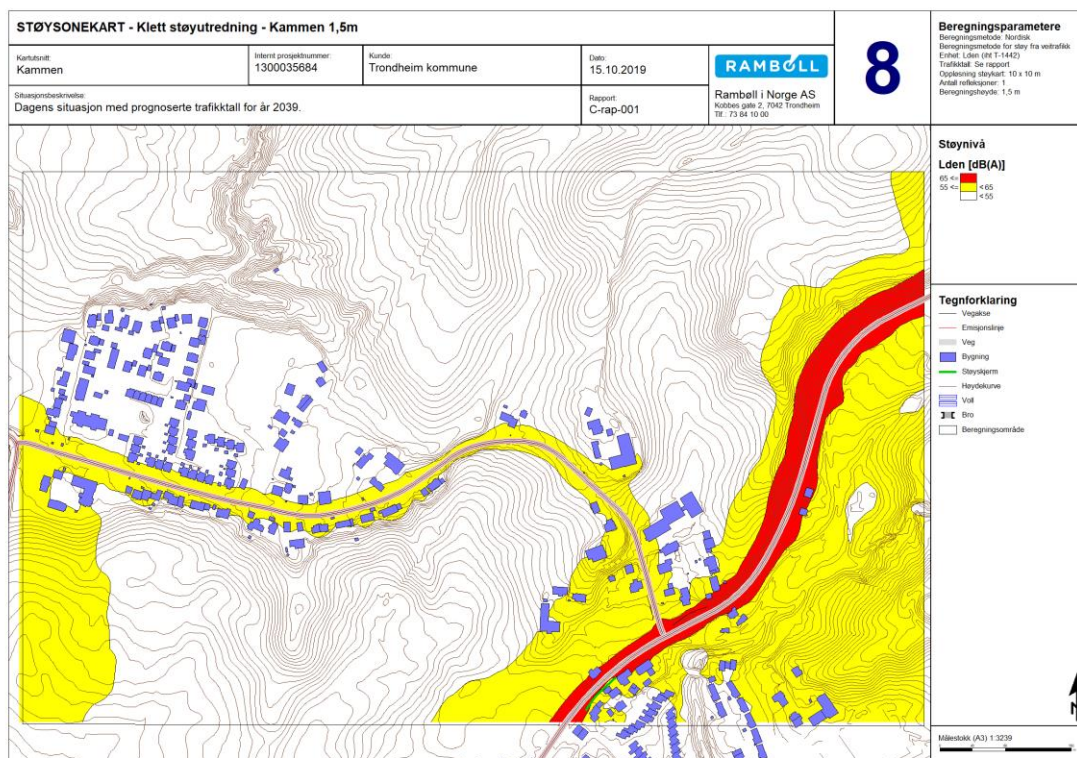 STØYSONEKART - Klett støyutredning - Kammen 1,5m
Kartutsnitt:
Kammen
Internt prosjektnummer:
1300035684
Kunde:
Trondheim kommune
Dato:
15.10.2019
Situasjonsbeskrivelse:
Dagens situasjon med prognoserte trafikktall for år 2039.
Rapport:
C-rap-001
RAMBOLL
Rambøll i Norge AS
Kobbes gate 2, 7042 Trondheim
Tlf.: 73 84 10 00
8
Beregningsparametere
Beregningsmetode: Nordisk
Beregningsmetode for støy fra veitrafikk
Enhet: Lden (iht T-1442)
Trafikktall: Se rapport
Oppløsning støykart: 10 x 10 m
Antall refleksjoner: 1
Beregningshøyde: 1,5 m
Støynivå
Lden [dB(A)]
65 <=
55 <= < 65
< 55
Tegnforklaring
Vegakse
Emisjonslinje
Veg
Bygning
Støyskjerm
Høydekurve
Voll
Bro
Beregningsområde
N
Målestokk (A3) 1:3239